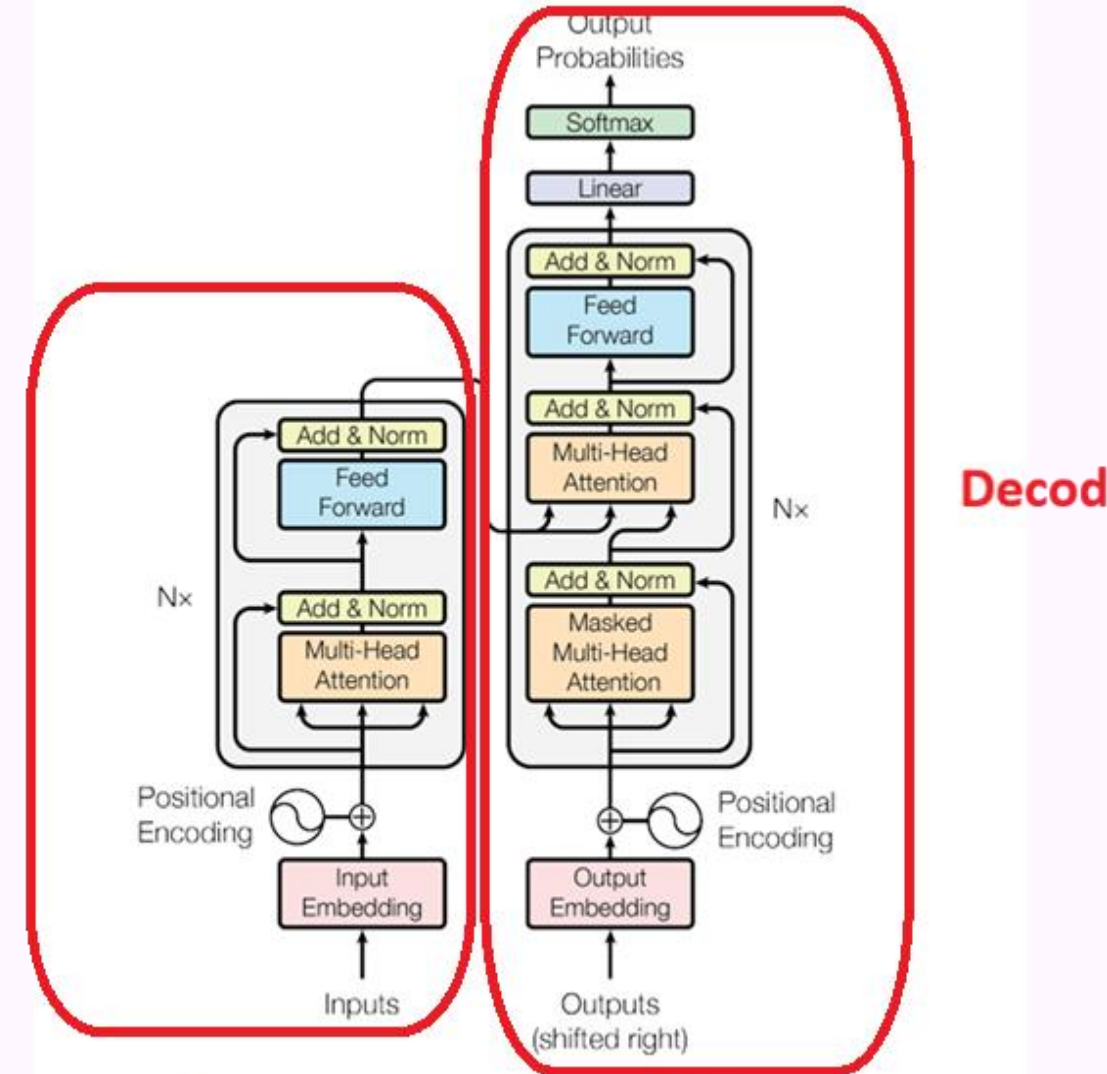 Output
Probabilities
Softmax
Linear
Add & Norm
Feed
Forward
Add & Norm
Multi-Head
Attention
Nx
Add & Norm
Masked
Multi-Head
Attention
Positional
Encoding
Output
Embedding
Outputs
(shifted right)
Add & Norm
Feed
Forward
Nx
Add & Norm
Multi-Head
Attention
Positional
Encoding
Input
Embedding
Inputs
Decod